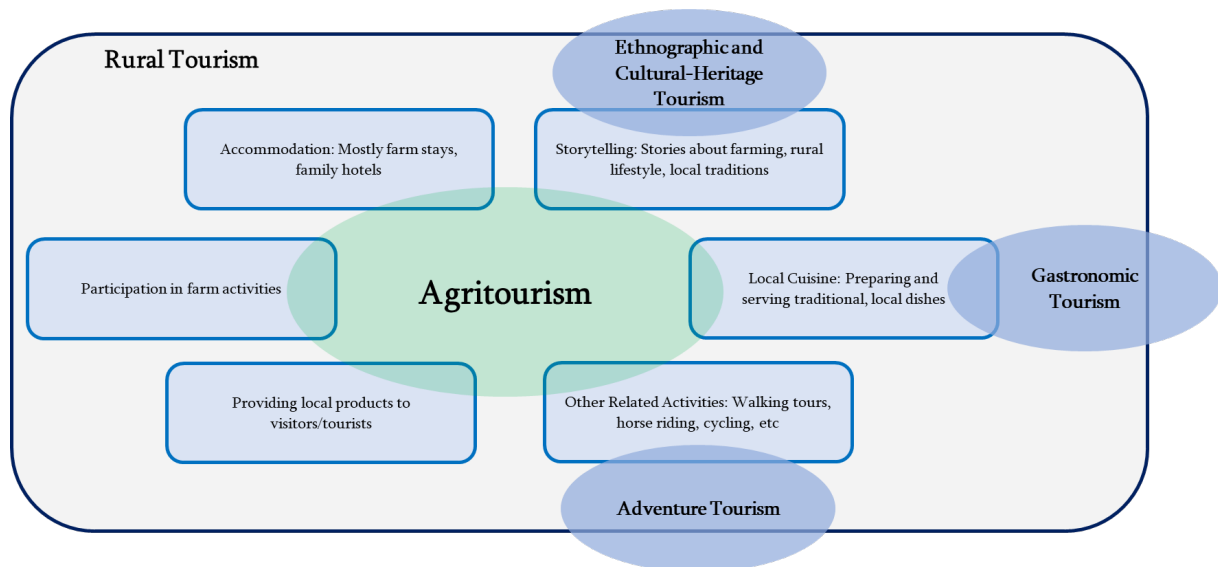 Rural Tourism
Ethnographic and
Cultural-Heritage
Tourism
Accommodation: Mostly farm stays,
family hotels
Storytelling: Stories about farming, rural
lifestyle, local traditions
Participation in farm activities
Agritourism
Local Cuisine: Preparing and
serving traditional, local dishes
Gastronomic
Tourism
Providing local products to
visitors/tourists
Other Related Activities: Walking tours,
horse riding, cycling, etc
Adventure Tourism